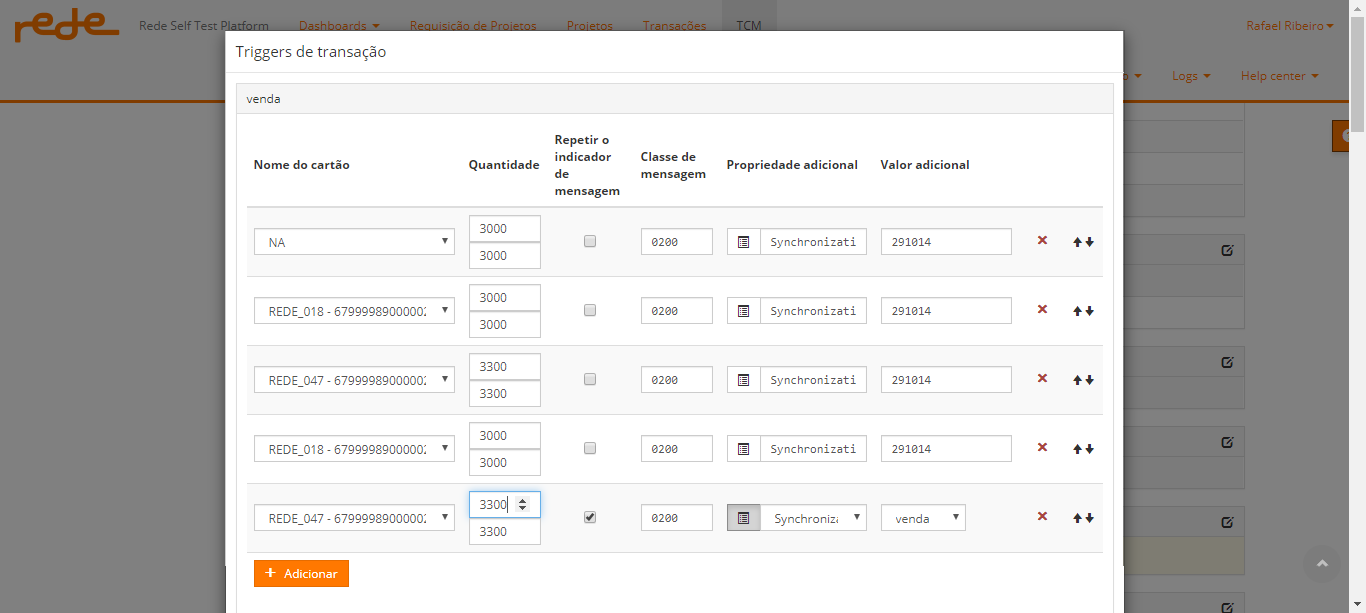 rede Rede Self Test Platform Dashboards Requisição de Projetos Projetos Transações TCM Rafael Ribeiro
Triggers de transação
Logs Help center
venda
Nome do cartão Quantidade Repetir o indicador de mensagem Classe de mensagem Propriedade adicional Valor adicional
NA 3000 0200 Synchronizati 291014
3000
REDE_018 - 6799998900002 3000 0200 Synchronizati 291014
3000
REDE_047 - 6799998900002 3300 0200 Synchronizati 291014
3300
REDE_018 - 6799998900002 3000 0200 Synchronizati 291014
3000
REDE_047 - 6799998900002 3300 0200 Synchroniza venda
3300
+ Adicionar